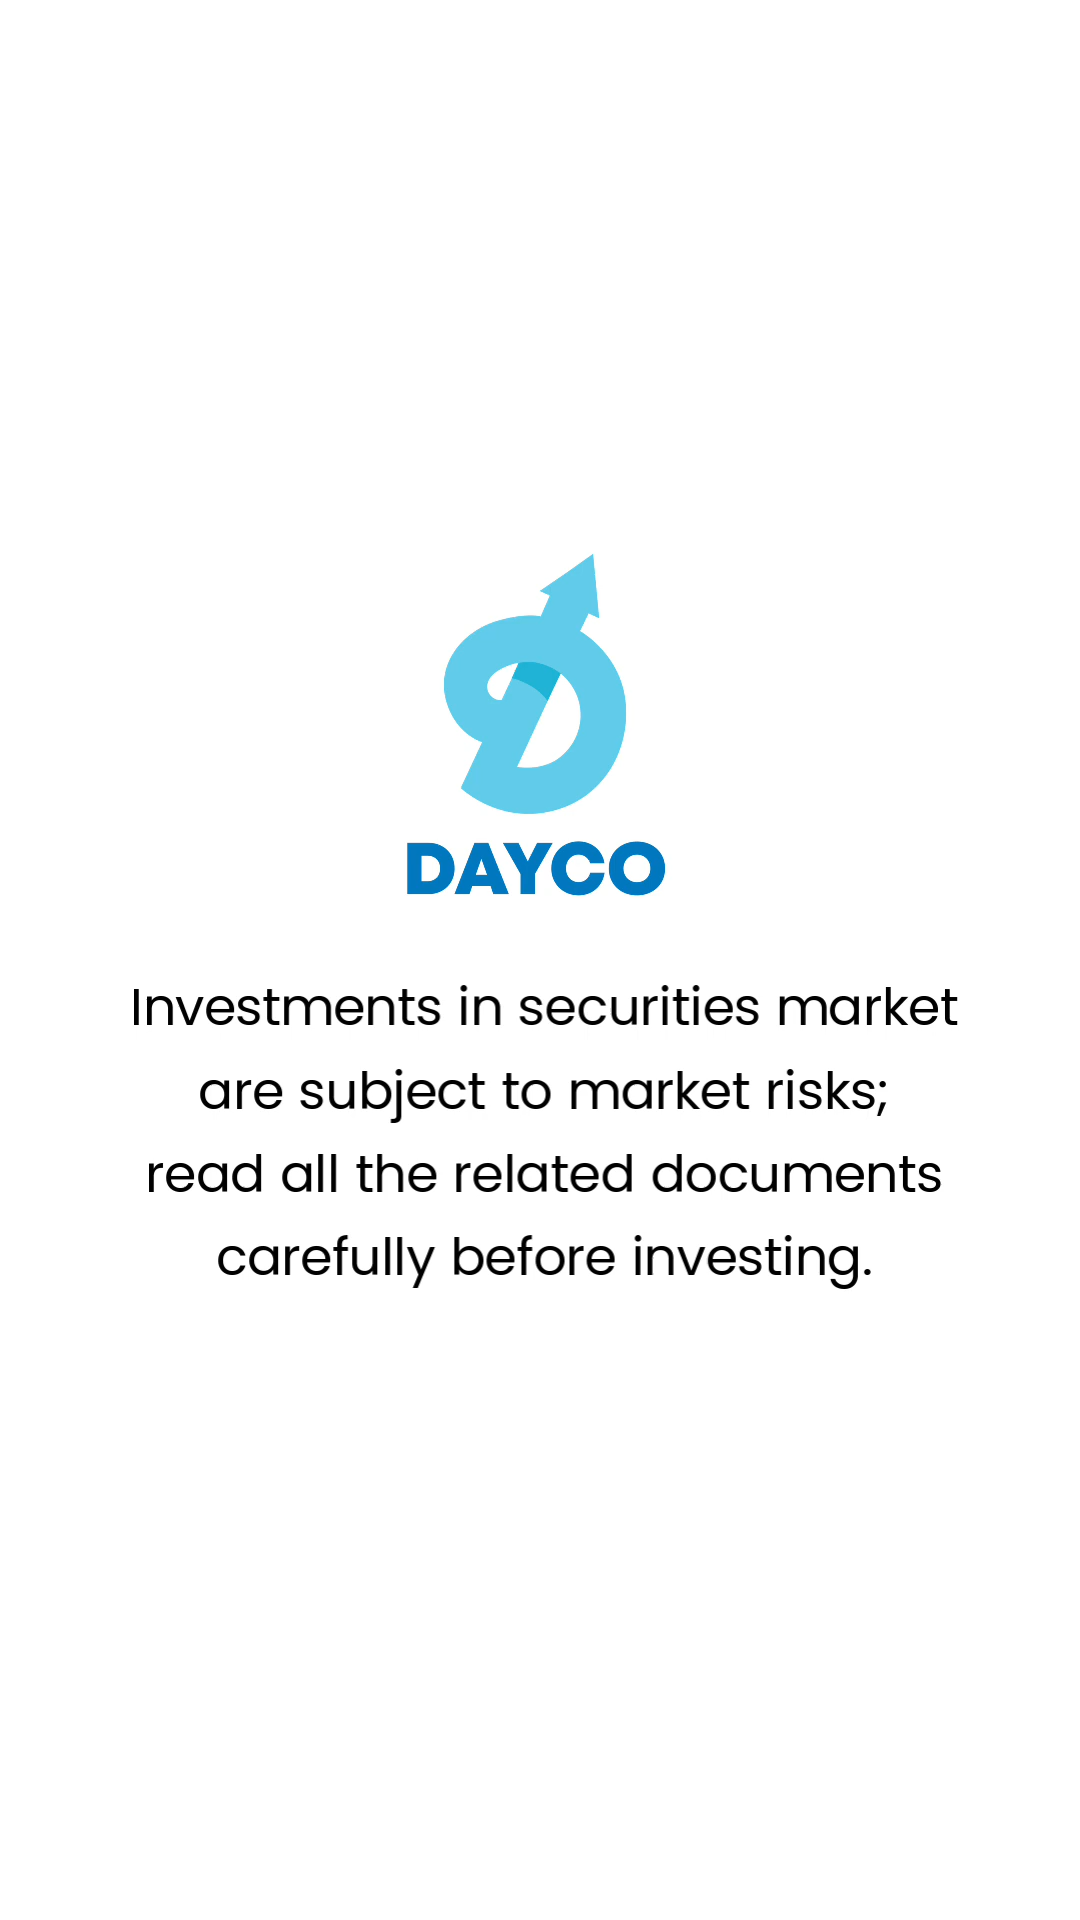 DAYCO
Investments in securities market
are subject to market risks;
read all the related documents
carefully before investing.